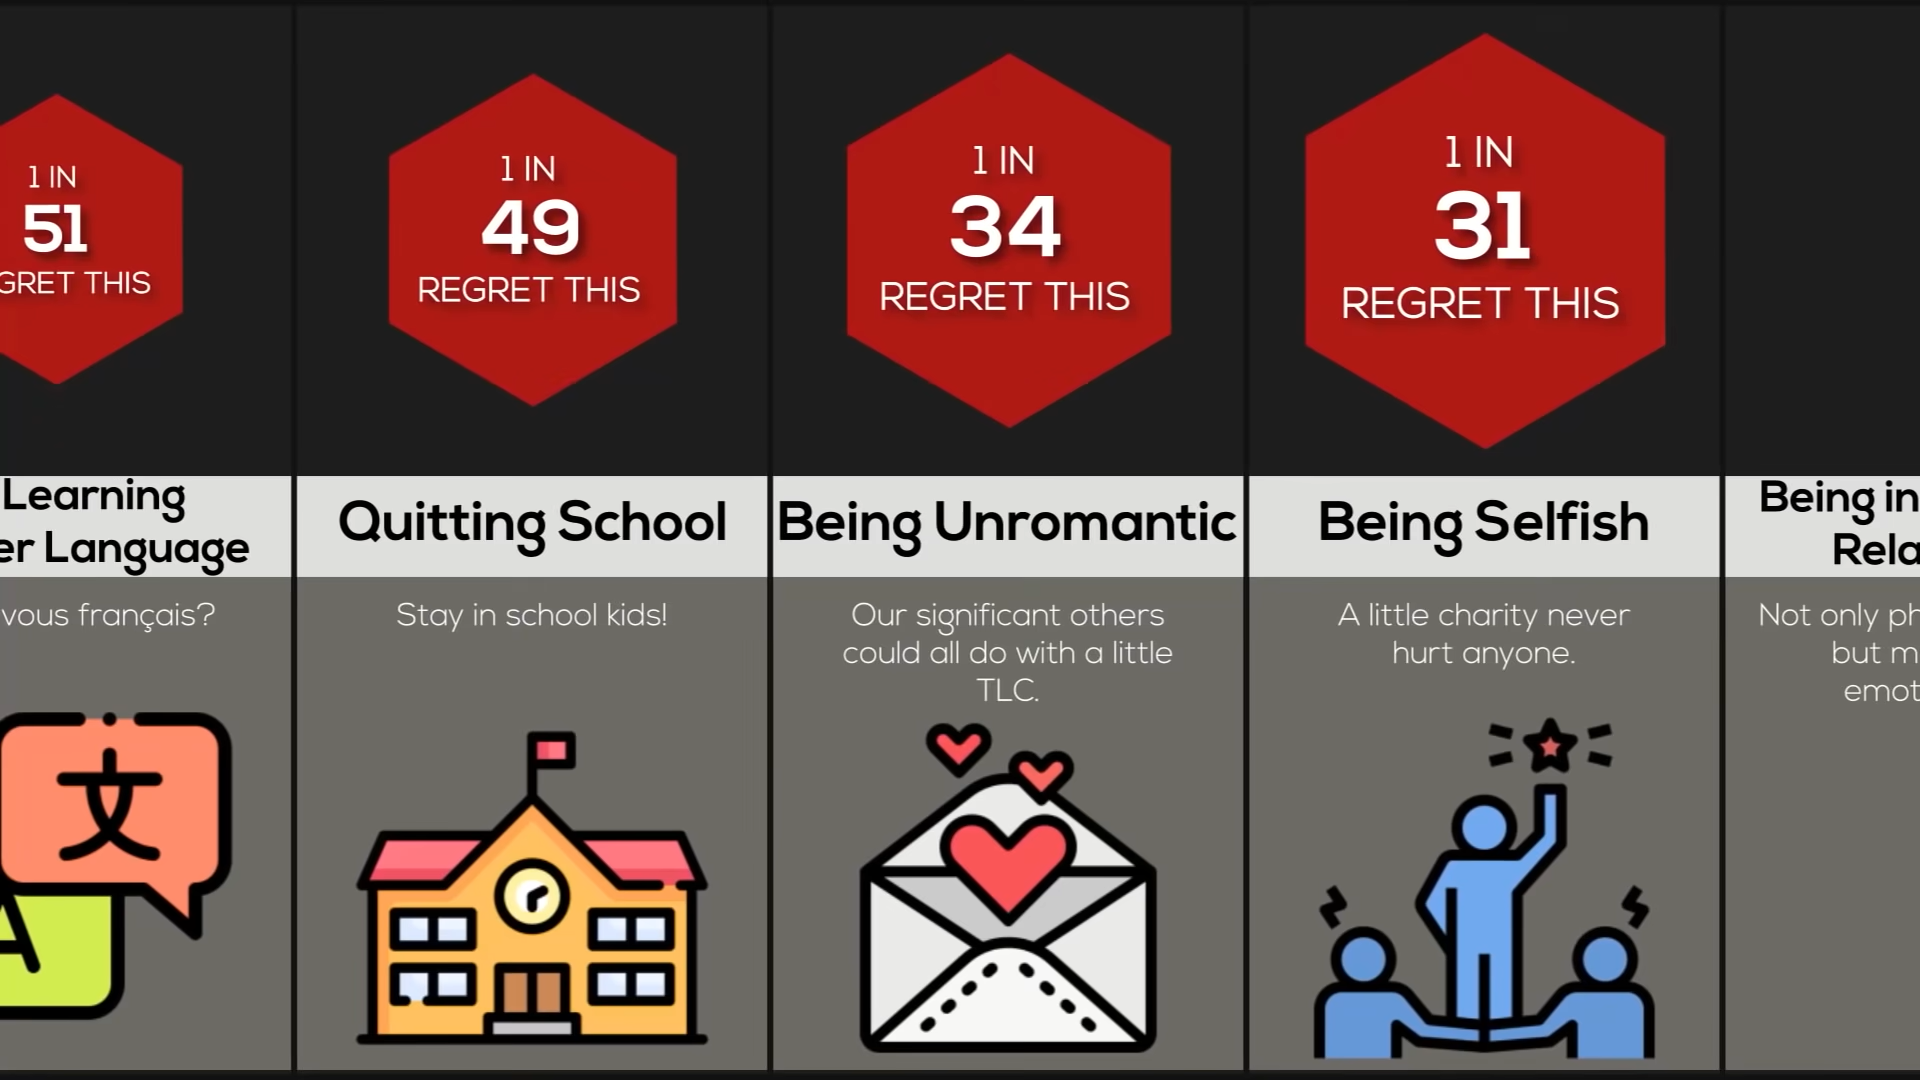 1 IN
51
GRET THIS
Learning
er Language
vous français?
文
A
1 IN
49
REGRET THIS
Quitting School
Stay in school kids!
1 IN
34
REGRET THIS
Being Unromantic
Our significant others
could all do with a little
TLC.
1 IN
31
REGRET THIS
Being Selfish
A little charity never
hurt anyone.
Being in
Rela
Not only ph
but m
emot